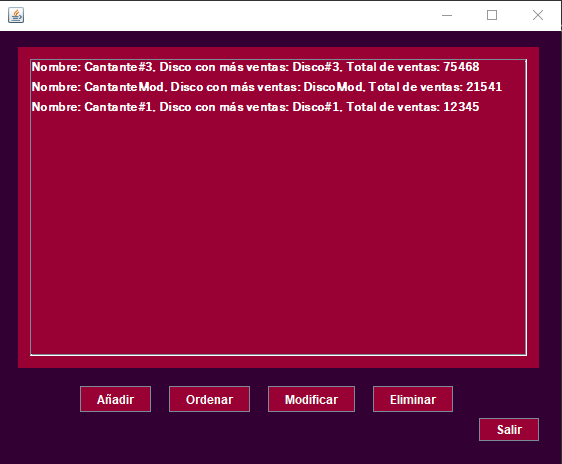 Nombre: Cantante#3, Disco con más ventas: Disco#3, Total de ventas: 75468
Nombre: CantanteMod, Disco con más ventas: DiscoMod, Total de ventas: 21541
Nombre: Cantante#1, Disco con más ventas: Disco#1, Total de ventas: 12345
Añadir Ordenar Modificar Eliminar
Salir